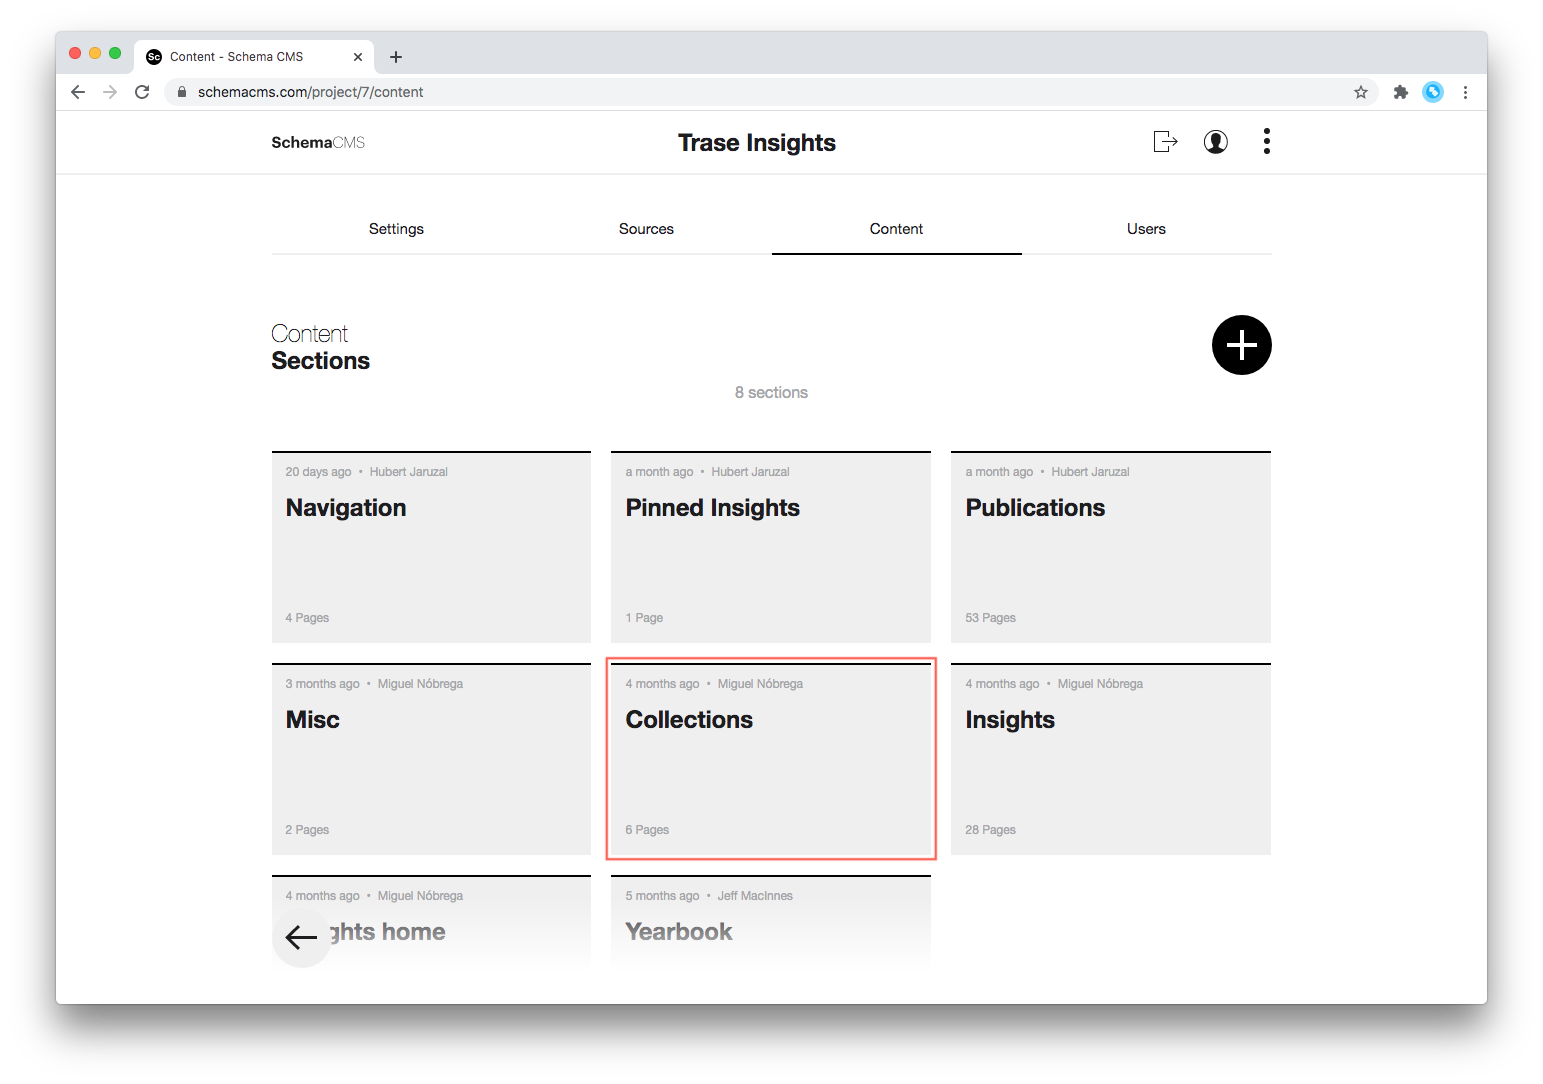 Sc Content - Schema CMS
schemacms.com/project/7/content
SchemaCMS
Trase Insights
Settings
Sources
Content
Users
Content
Sections
8 sections
20 days ago • Hubert Jaruzal
Navigation
4 Pages
a month ago • Hubert Jaruzal
Pinned Insights
1 Page
a month ago • Hubert Jaruzal
Publications
53 Pages
3 months ago • Miguel Nóbrega
Misc
2 Pages
4 months ago • Miguel Nóbrega
Collections
6 Pages
4 months ago • Miguel Nóbrega
Insights
28 Pages
4 months ago • Miguel Nóbrega
ghts home
5 months ago • Jeff MacInnes
Yearbook